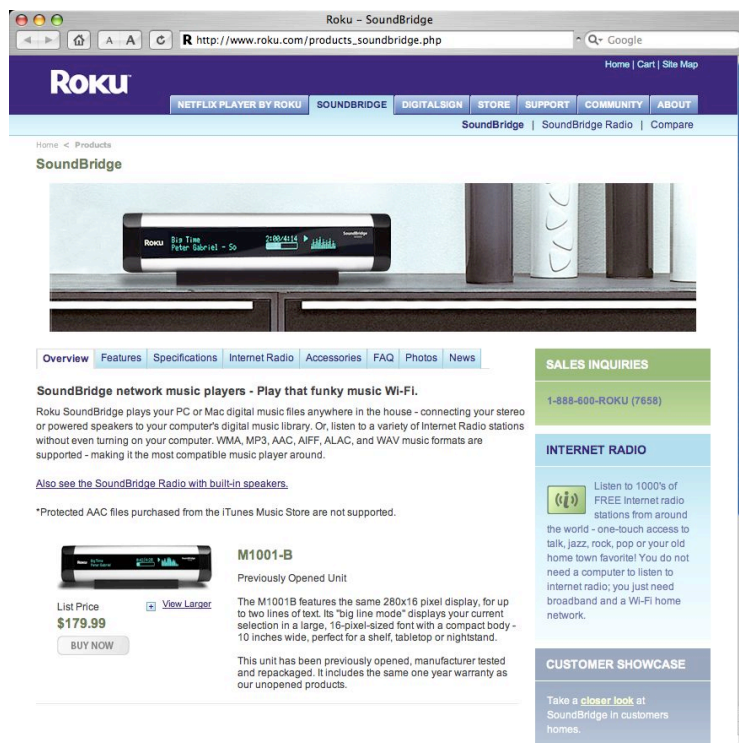 Roku - SoundBridge
A A C R http://www.roku.com/products_soundbridge.php Google
Home | Cart | Site Map
ROKU
NETFLIX PLAYER BY ROKU SOUNDBRIDGE DIGITALSIGN STORE SUPPORT COMMUNITY ABOUT
SoundBridge | SoundBridge Radio | Compare
Home < Products
SoundBridge
ROKU Big Time 2:00/4:14 SoundBridge
Peter Gabriel - So
Overview Features Specifications Internet Radio Accessories FAQ Photos News
SoundBridge network music players - Play that funky music Wi-Fi.
Roku SoundBridge plays your PC or Mac digital music files anywhere in the house - connecting your stereo
or powered speakers to your computer's digital music library. Or, listen to a variety of Internet Radio stations
without even turning on your computer. WMA, MP3, AAC, AIFF, ALAC, and WAV music formats are
supported - making it the most compatible music player around.
Also see the SoundBridge Radio with built-in speakers.
*Protected AAC files purchased from the iTunes Music Store are not supported.
List Price
$179.99
View Larger
BUY NOW
M1001-B
Previously Opened Unit
The M1001B features the same 280x16 pixel display, for up
to two lines of text. Its "big line mode" displays your current
selection in a large, 16-pixel-sized font with a compact body -
10 inches wide, perfect for a shelf, tabletop or nightstand.
This unit has been previously opened, manufacturer tested
and repackaged. It includes the same one year warranty as
our unopened products.
SALES INQUIRIES
1-888-600-ROKU (7658)
INTERNET RADIO
Listen to 1000's of
FREE Internet radio
stations from around
the world - one-touch access to
talk, jazz, rock, pop or your old
home town favorite! You do not
need a computer to listen to
internet radio; you just need
broadband and a Wi-Fi home
network.
CUSTOMER SHOWCASE
Take a closer look at
SoundBridge in customers
homes.